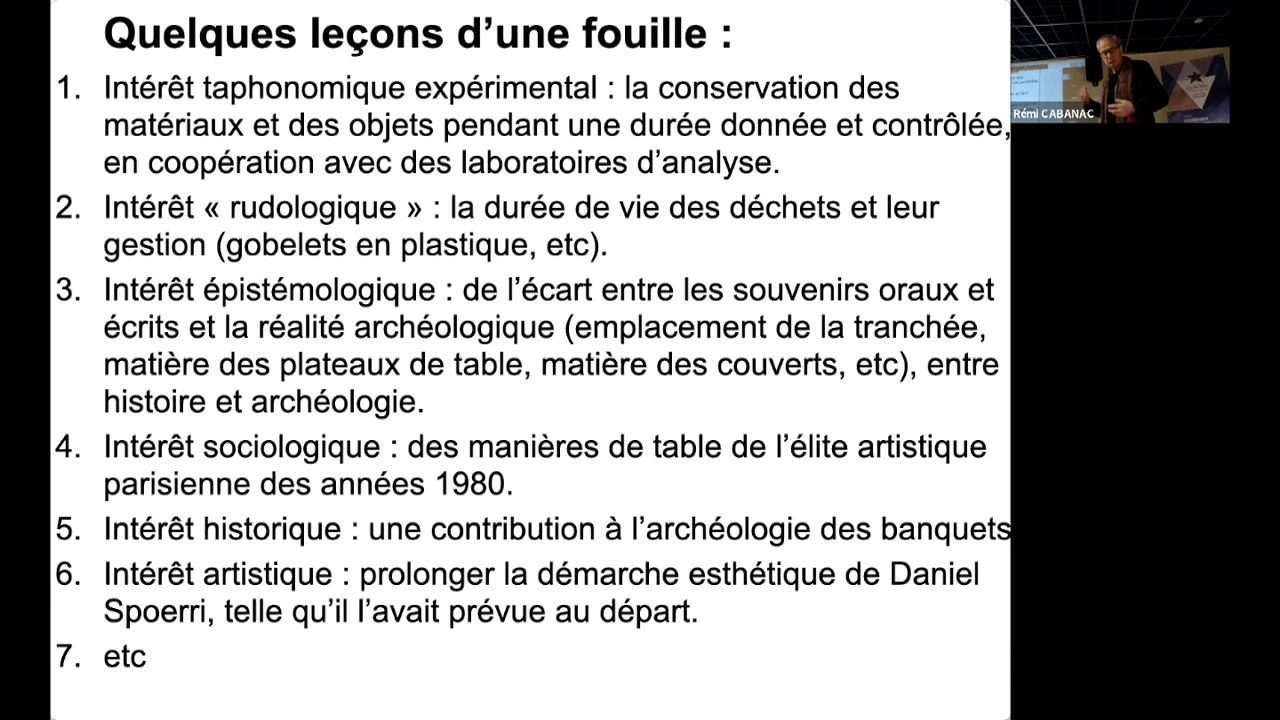 Quelques leçons d’une fouille :
1. Intérêt taphonomique expérimental : la conservation des
matériaux et des objets pendant une durée donnée et contrôlée,
en coopération avec des laboratoires d’analyse.
2. Intérêt « rudologique » : la durée de vie des déchets et leur
gestion (gobelets en plastique, etc).
3. Intérêt épistémologique : de l’écart entre les souvenirs oraux et
écrits et la réalité archéologique (emplacement de la tranchée,
matière des plateaux de table, matière des couverts, etc), entre
histoire et archéologie.
4. Intérêt sociologique : des manières de table de l’élite artistique
parisienne des années 1980.
5. Intérêt historique : une contribution à l’archéologie des banquets
6. Intérêt artistique : prolonger la démarche esthétique de Daniel
Spoerri, telle qu’il l’avait prévue au départ.
7. etc
Rémi CABANAC